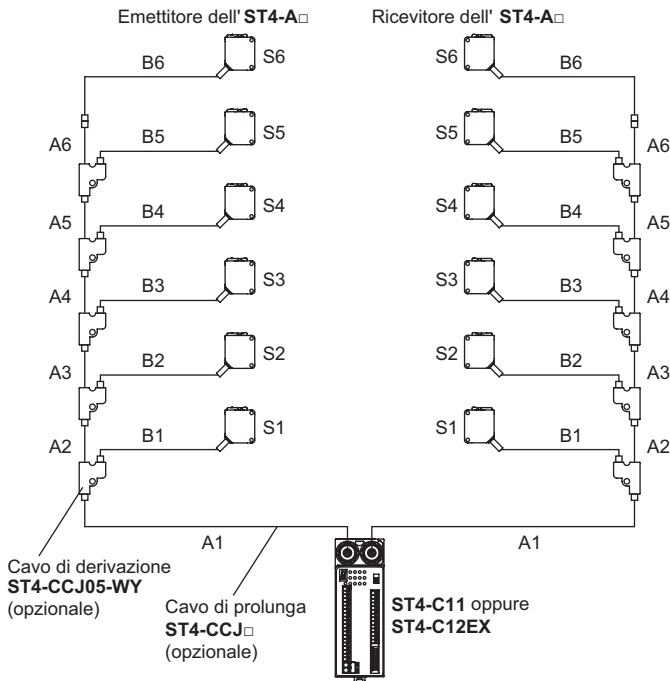 Emettitore dell' ST4-A□
Ricevitore dell' ST4-A□
B6
S6
S6
B6
A6
B5
S5
S5
B5
A6
A5
B4
S4
S4
B4
A5
A4
B3
S3
S3
B3
A4
A3
B2
S2
S2
B2
A3
A2
B1
S1
S1
B1
A2
A1
A1
Cavo di derivazione
ST4-CCJ05-WY
(opzionale)
Cavo di prolunga
ST4-CCJ□
(opzionale)
ST4-C11 oppure
ST4-C12EX